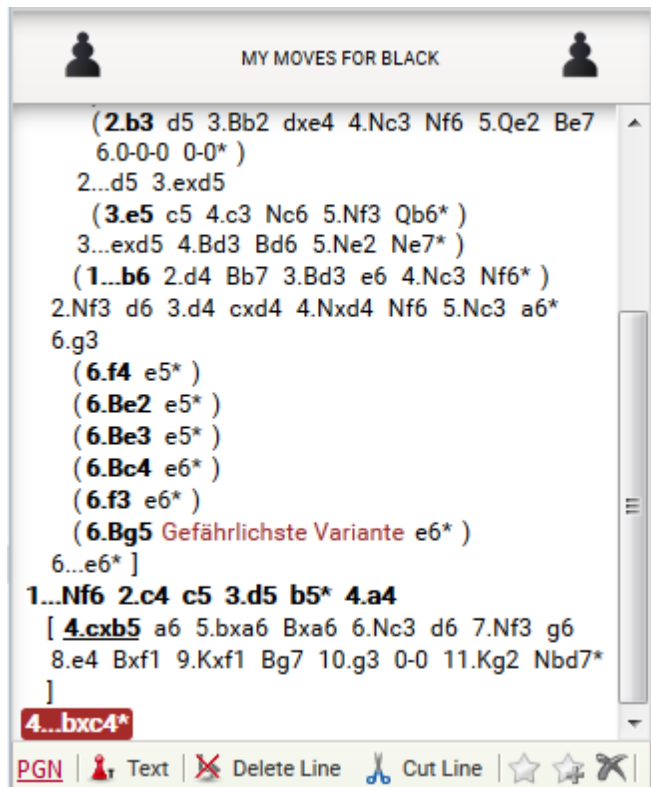 MY MOVES FOR BLACK
( 2.b3 d5 3.Bb2 dxe4 4.Nc3 Nf6 5.Qe2 Be7
6.0-0-0 0-0* )
2...d5 3.exd5
( 3.e5 c5 4.c3 Nc6 5.Nf3 Qb6* )
3...exd5 4.Bd3 Bd6 5.Ne2 Ne7* )
( 1...b6 2.d4 Bb7 3.Bd3 e6 4.Nc3 Nf6* )
2.Nf3 d6 3.d4 cxd4 4.Nxd4 Nf6 5.Nc3 a6*
6.g3
( 6.f4 e5* )
( 6.Be2 e5* )
( 6.Be3 e5* )
( 6.Bc4 e6* )
( 6.f3 e6* )
( 6.Bg5 Gefährlichste Variante e6* )
6...e6* ]
1...Nf6 2.c4 c5 3.d5 b5* 4.a4
[ 4.cxb5 a6 5.bxa6 Bxa6 6.Nc3 d6 7.Nf3 g6
8.e4 Bxf1 9.Kxf1 Bg7 10.g3 0-0 11.Kg2 Nbd7*
]
4...bxc4*
PGN | Text | Delete Line Cut Line